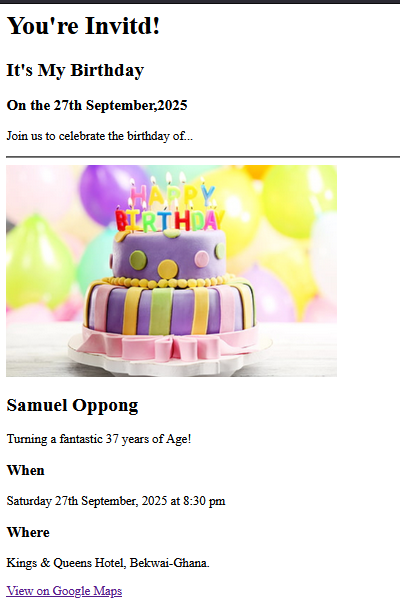 You're Invitd!
It's My Birthday
On the 27th September,2025
Join us to celebrate the birthday of...
HAPPY
BIRTHDAY
Samuel Oppong
Turning a fantastic 37 years of Age!
When
Saturday 27th September, 2025 at 8:30 pm
Where
Kings & Queens Hotel, Bekwai-Ghana.
View on Google Maps